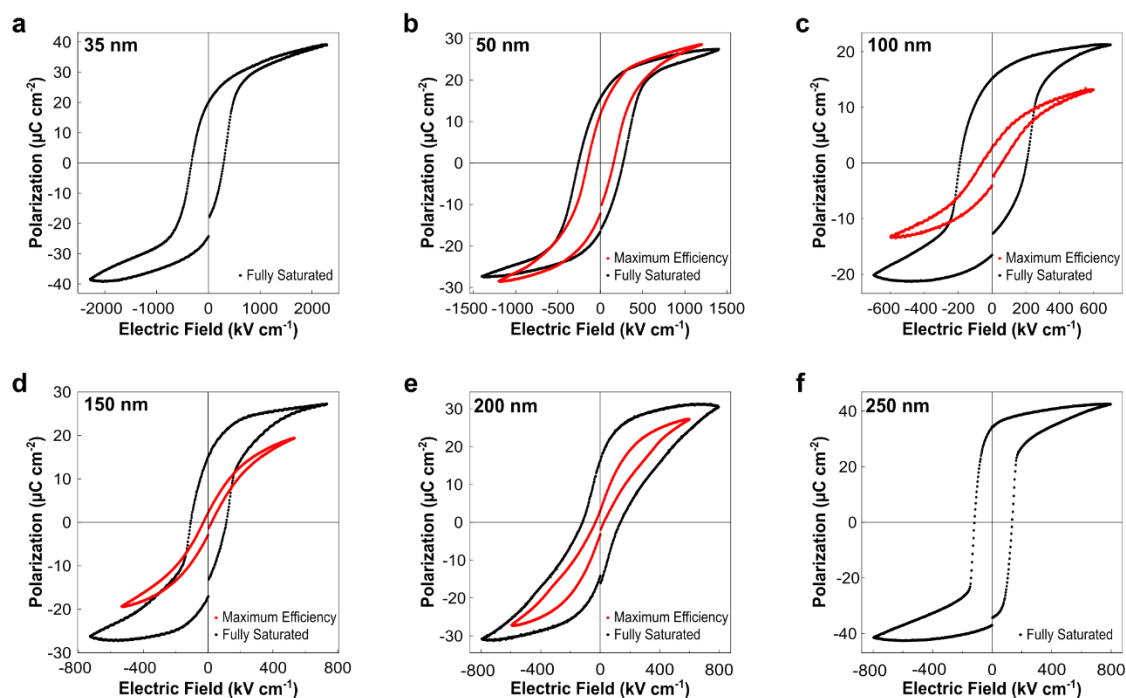 a
35 nm
Polarization (µC cm⁻²)
40
30
20
10
0
-10
-20
-30
-40
-2000 -1000 0 1000 2000
Electric Field (kV cm⁻¹)
Fully Saturated
b
50 nm
Polarization (µC cm⁻²)
30
20
10
0
-10
-20
-30
-1500 -1000 -500 0 500 1000 1500
Electric Field (kV cm⁻¹)
Maximum Efficiency
Fully Saturated
c
100 nm
Polarization (µC cm⁻²)
20
10
0
-10
-20
-600 -400 -200 0 200 400 600
Electric Field (kV cm⁻¹)
Maximum Efficiency
Fully Saturated
d
150 nm
Polarization (µC cm⁻²)
30
20
10
0
-10
-20
-30
-800 -400 0 400 800
Electric Field (kV cm⁻¹)
Maximum Efficiency
Fully Saturated
e
200 nm
Polarization (µC cm⁻²)
30
20
10
0
-10
-20
-30
-800 -400 0 400 800
Electric Field (kV cm⁻¹)
Maximum Efficiency
Fully Saturated
f
250 nm
Polarization (µC cm⁻²)
40
20
0
-20
-40
-800 -400 0 400 800
Electric Field (kV cm⁻¹)
Fully Saturated